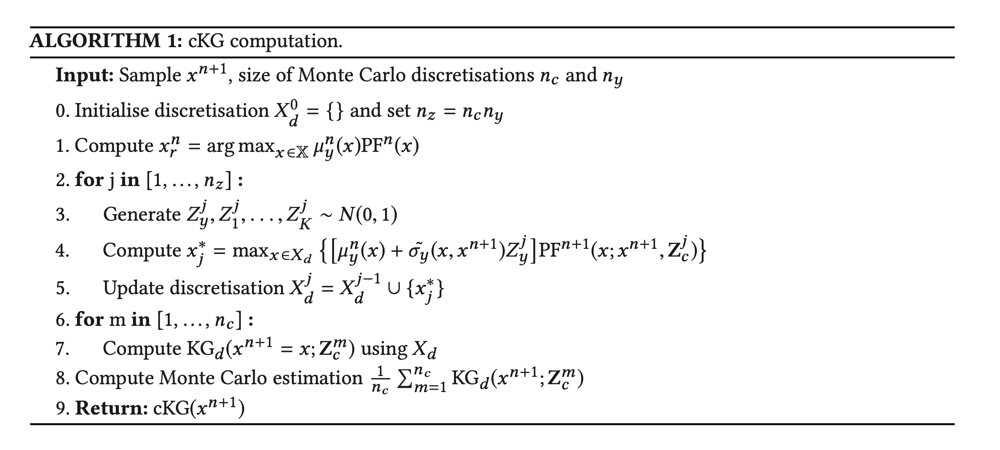 ALGORITHM 1: cKG computation.
Input: Sample $x^{n+1}$, size of Monte Carlo discretisations $n_c$ and $n_y$
0. Initialise discretisation $X_d^0 = \{\}$ and set $n_z = n_c n_y$
1. Compute $x_r^n = \arg\max_{x \in \mathbb{X}} \mu_y^n(x) \mathrm{PF}^n(x)$
2. for j in $[1, \ldots, n_z]$ :
3. Generate $Z_y^j, Z_1^j, \ldots, Z_K^j \sim N(0, 1)$
4. Compute $x_j^* = \max_{x \in X_d} \{[\mu_y^n(x) + \tilde{\sigma_y}(x, x^{n+1}) Z_y^j] \mathrm{PF}^{n+1}(x; x^{n+1}, \mathbf{Z}_c^j)\}$
5. Update discretisation $X_d^j = X_d^{j-1} \cup \{x_j^*\}$
6. for m in $[1, \ldots, n_c]$ :
7. Compute $\mathrm{KG}_d(x^{n+1} = x; \mathbf{Z}_c^m)$ using $X_d$
8. Compute Monte Carlo estimation $\frac{1}{n_c} \sum_{m=1}^{n_c} \mathrm{KG}_d(x^{n+1}; \mathbf{Z}_c^m)$
9. Return: $\mathrm{cKG}(x^{n+1})$